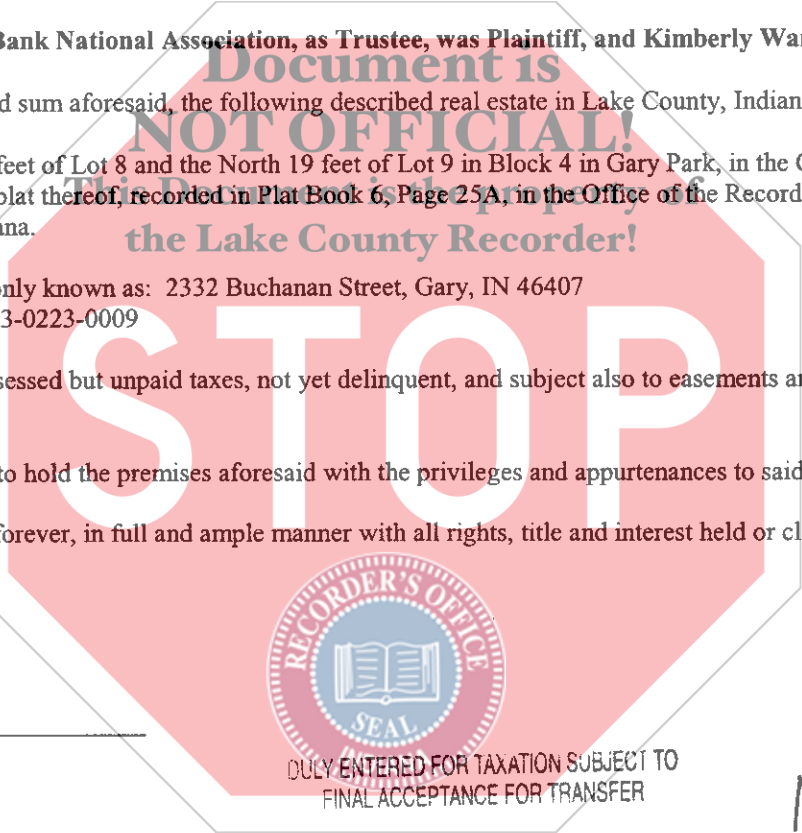 Bank National Association, as Trustee, was Plaintiff, and Kimberly Wa
Document is
d sum aforesaid, the following described real estate in Lake County, Indian
NOT OFFICIAL!
feet of Lot 8 and the North 19 feet of Lot 9 in Block 4 in Gary Park, in the
This Document is the property of
plat thereof, recorded in Plat Book 6, Page 25A, in the Office of the Record
ana.
the Lake County Recorder!
only known as: 2332 Buchanan Street, Gary, IN 46407
3-0223-0009
STOP
sessed but unpaid taxes, not yet delinquent, and subject also to easements a
to hold the premises aforesaid with the privileges and appurtenances to said
forever, in full and ample manner with all rights, title and interest held or cl
RECORDER'S OFFICE
SEAL
INDIANA
DULY ENTERED FOR TAXATION SUBJECT TO
FINAL ACCEPTANCE FOR TRANSFER